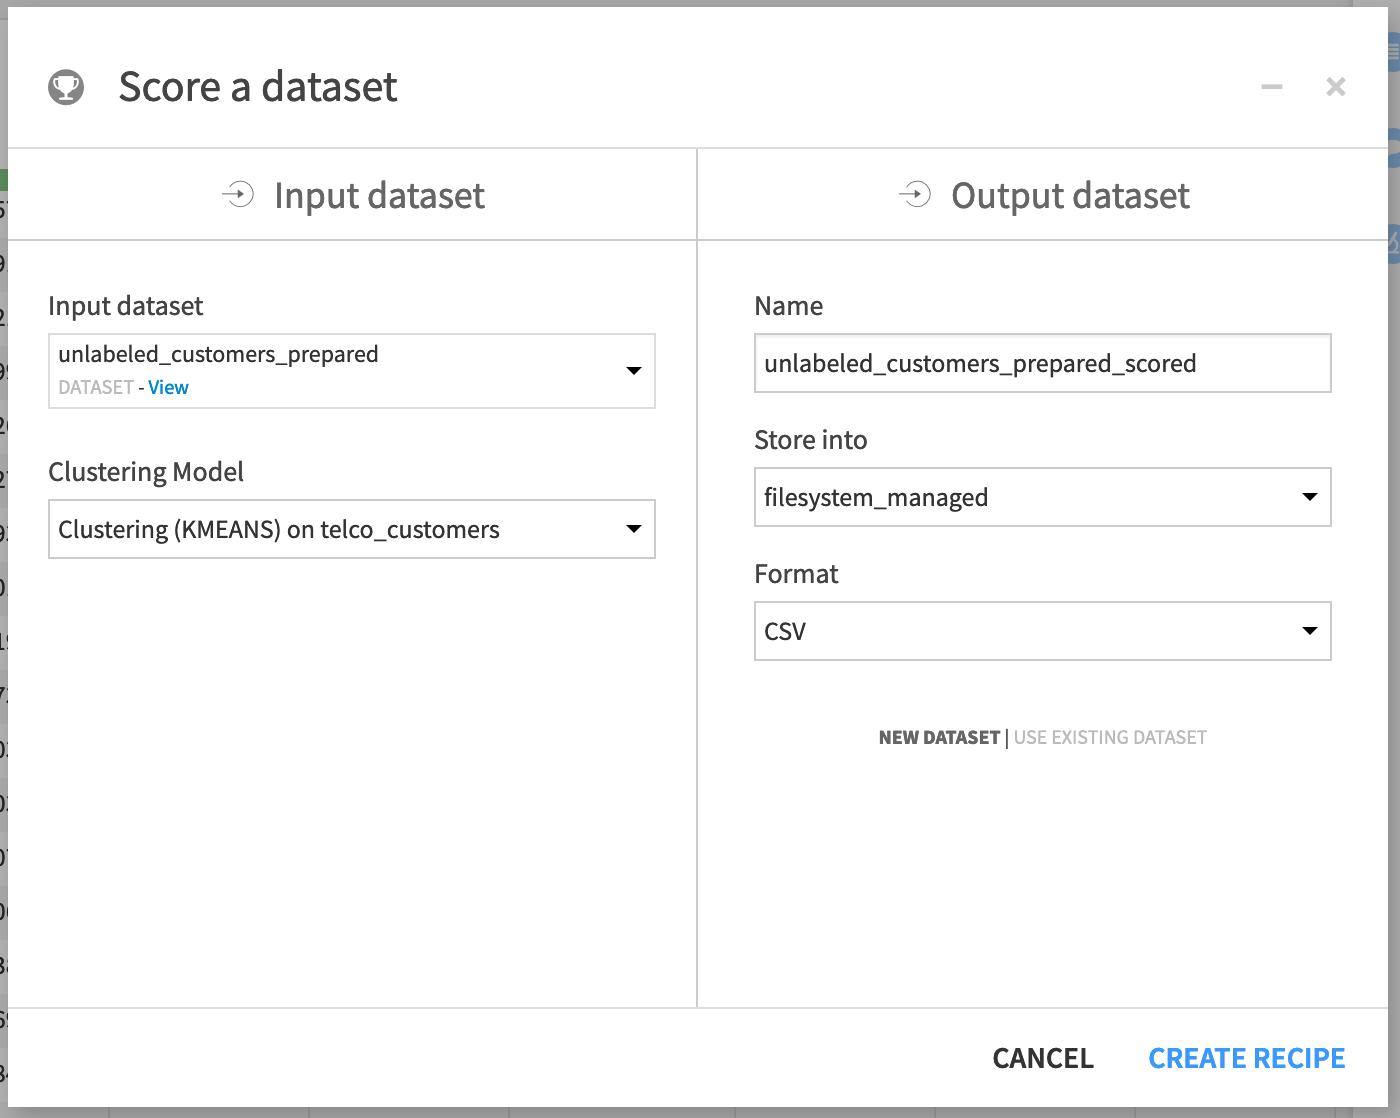 Score a dataset
Input dataset
Output dataset
Input dataset
unlabeled_customers_prepared
DATASET - View
Clustering Model
Clustering (KMEANS) on telco_customers
Name
unlabeled_customers_prepared_scored
Store into
filesystem_managed
Format
CSV
NEW DATASET | USE EXISTING DATASET
CANCEL
CREATE RECIPE